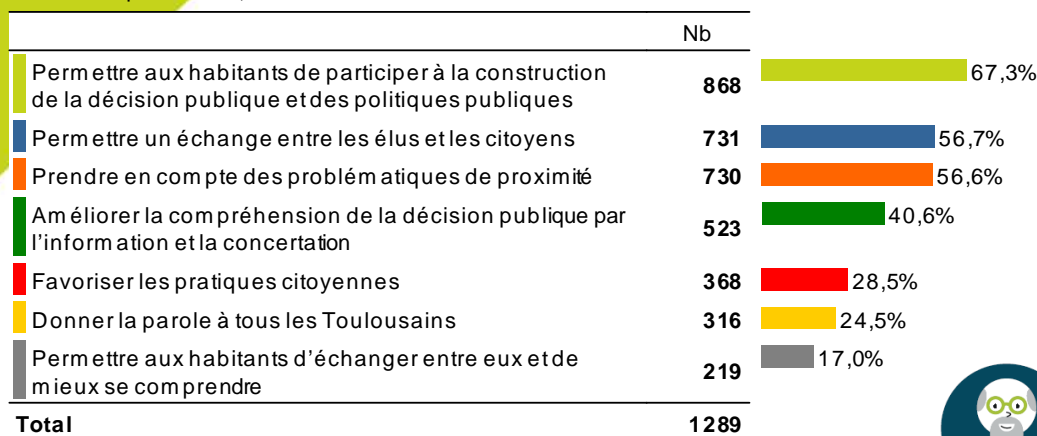 Nb
Permettre aux habitants de participer à la construction
de la décision publique et des politiques publiques
868
67,3%
Permettre un échange entre les élus et les citoyens
731
56,7%
Prendre en compte des problématiques de proximité
730
56,6%
Améliorer la compréhension de la décision publique par
l’information et la concertation
523
40,6%
Favoriser les pratiques citoyennes
368
28,5%
Donner la parole à tous les Toulousains
316
24,5%
Permettre aux habitants d’échanger entre eux et de
mieux se comprendre
219
17,0%
Total
1289